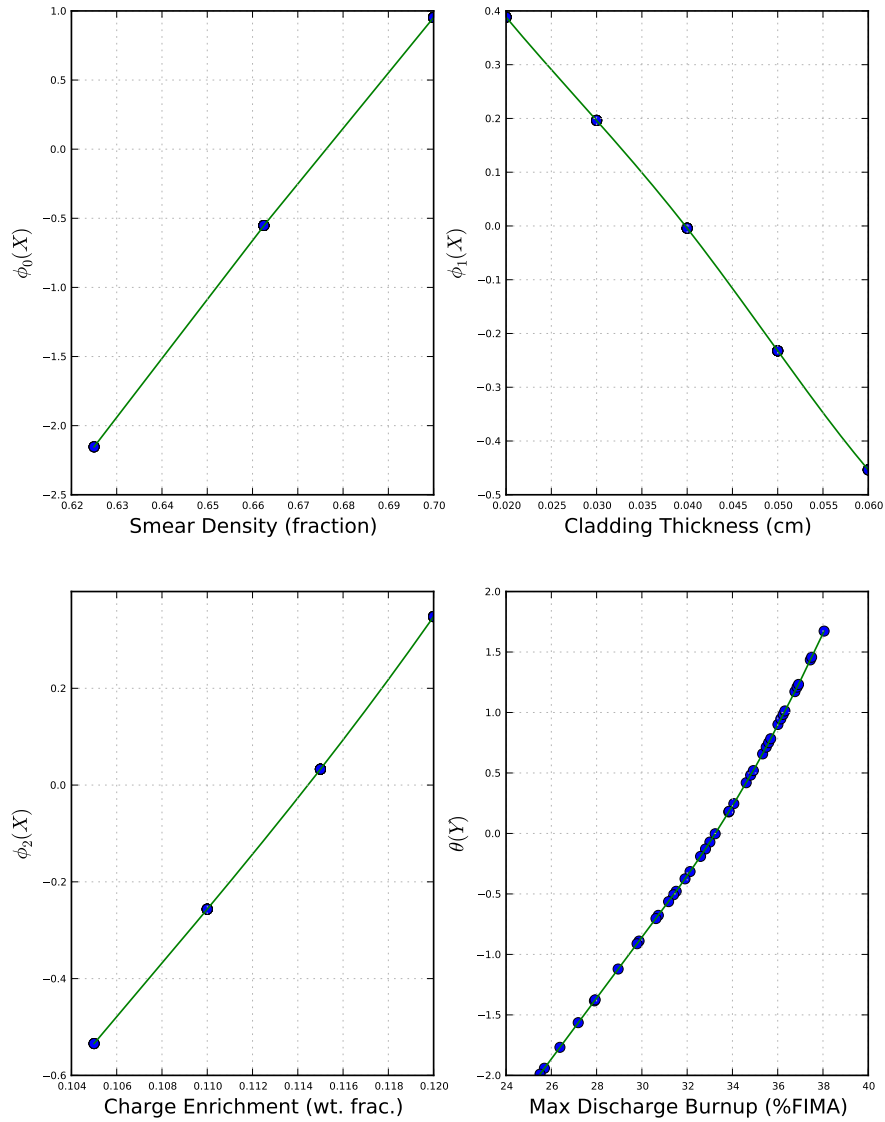 1.0
0.5
0.0
−0.5
−1.0
−1.5
−2.0
−2.5
ϕ0(X)
0.62 0.63 0.64 0.65 0.66 0.67 0.68 0.69 0.70
Smear Density (fraction)
0.4
0.3
0.2
0.1
0.0
−0.1
−0.2
−0.3
−0.4
−0.5
ϕ1(X)
0.020 0.025 0.030 0.035 0.040 0.045 0.050 0.055 0.060
Cladding Thickness (cm)
0.2
0.0
−0.2
−0.4
−0.6
ϕ2(X)
0.104 0.106 0.108 0.110 0.112 0.114 0.116 0.118 0.120
Charge Enrichment (wt. frac.)
2.0
1.5
1.0
0.5
0.0
−0.5
−1.0
−1.5
−2.0
θ(Y)
24 26 28 30 32 34 36 38 40
Max Discharge Burnup (%FIMA)